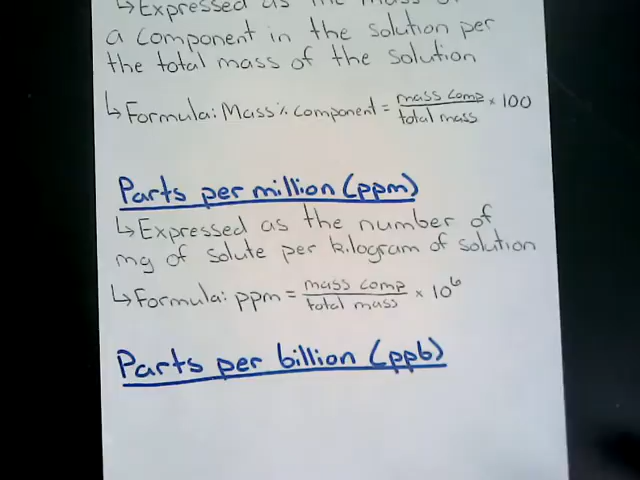 ↳Expressed as the mass of
a component in the solution per
the total mass of the solution
↳Formula: Mass % component = mass comp / total mass × 100
Parts per million (ppm)
↳Expressed as the number of
mg of solute per kilogram of solution
↳Formula: ppm = mass comp / total mass × 10⁶
Parts per billion (ppb)